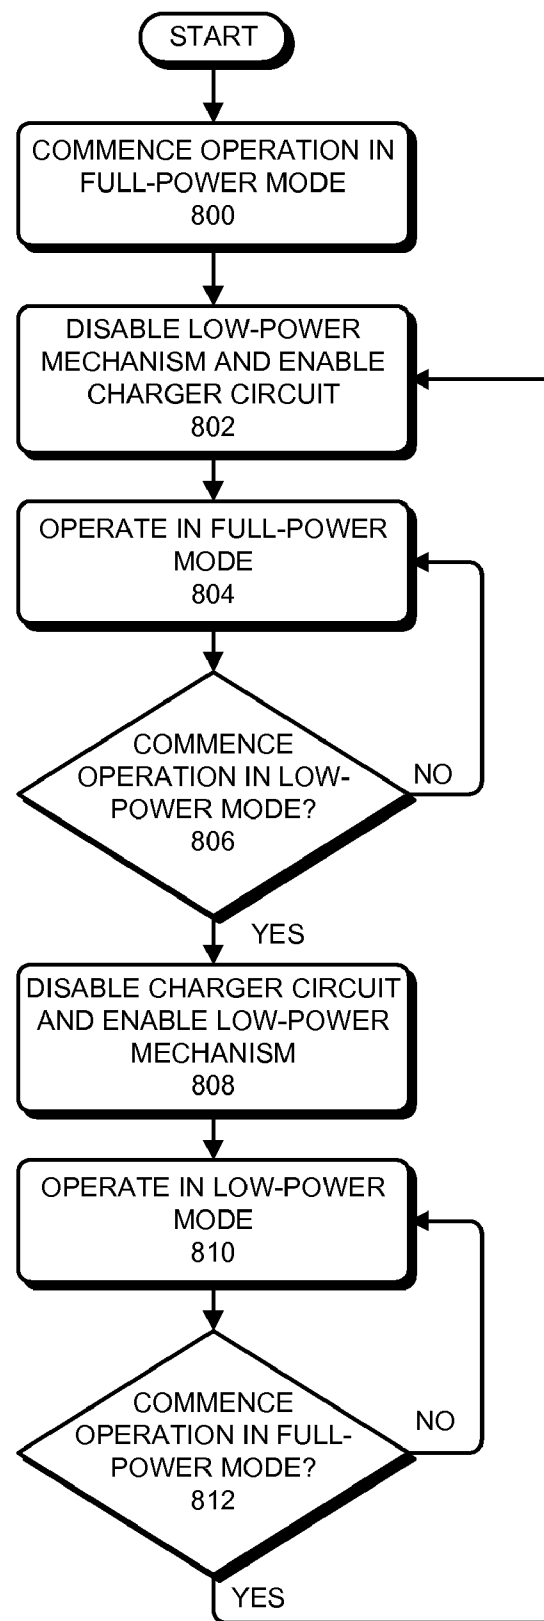 START
COMMENCE OPERATION IN
FULL-POWER MODE
800
DISABLE LOW-POWER
MECHANISM AND ENABLE
CHARGER CIRCUIT
802
OPERATE IN FULL-POWER
MODE
804
COMMENCE
OPERATION IN LOW-
POWER MODE?
806
NO
YES
DISABLE CHARGER CIRCUIT
AND ENABLE LOW-POWER
MECHANISM
808
OPERATE IN LOW-POWER
MODE
810
COMMENCE
OPERATION IN FULL-
POWER MODE?
812
NO
YES